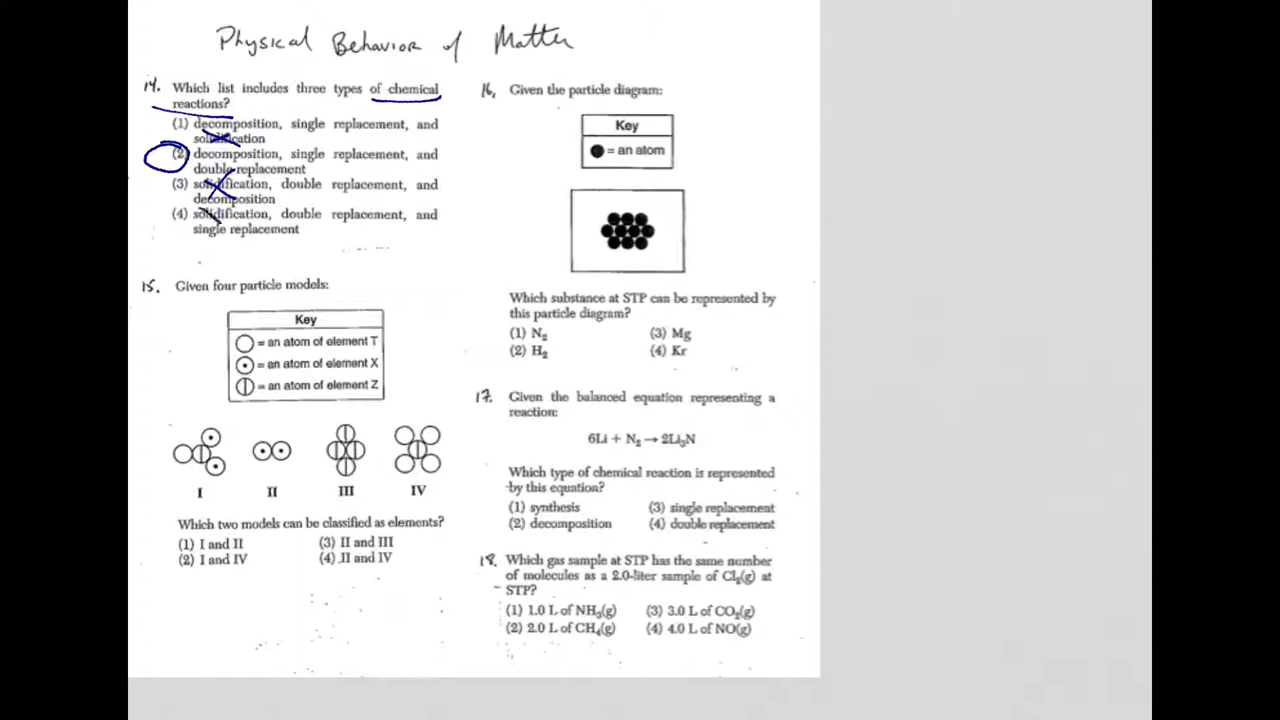 Physical Behavior of Matter
14. Which list includes three types of chemical
reactions?
(1) decomposition, single replacement, and
solidification
(2) decomposition, single replacement, and
double replacement
(3) solidification, double replacement, and
decomposition
(4) solidification, double replacement, and
single replacement
15. Given four particle models:
Key
= an atom of element T
= an atom of element X
= an atom of element Z
I II III IV
Which two models can be classified as elements?
(1) I and II (3) II and III
(2) I and IV (4) II and IV
16. Given the particle diagram:
Key
= an atom
Which substance at STP can be represented by
this particle diagram?
(1) N₂ (3) Mg
(2) H₂ (4) Kr
17. Given the balanced equation representing a
reaction:
6Li + N₂ → 2Li₃N
Which type of chemical reaction is represented
by this equation?
(1) synthesis (3) single replacement
(2) decomposition (4) double replacement
18. Which gas sample at STP has the same number
of molecules as a 2.0-liter sample of Cl₂(g) at
STP?
(1) 1.0 L of NH₃(g) (3) 3.0 L of CO₂(g)
(2) 2.0 L of CH₄(g) (4) 4.0 L of NO(g)